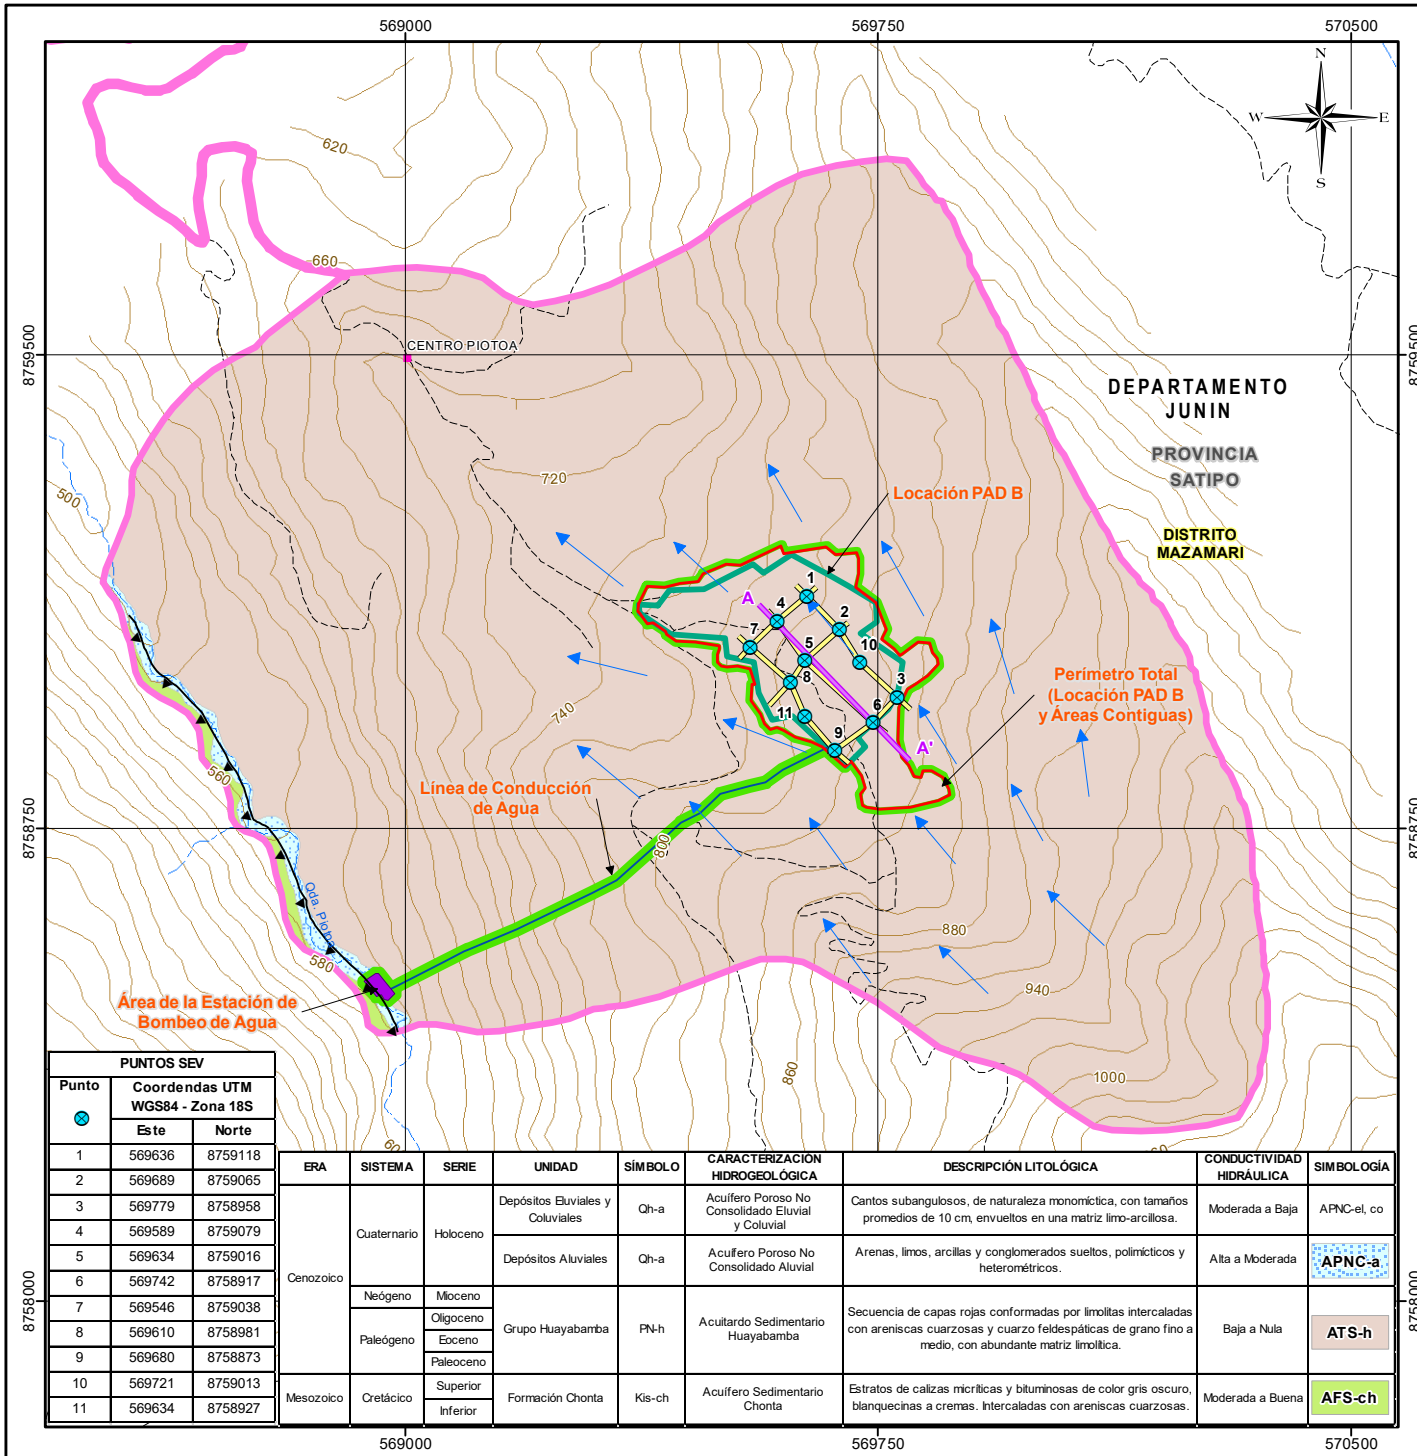 569000
569750
570500
N
W
E
S
620
660
CENTRO PIOTOA
8759500
8759500
DEPARTAMENTO
JUNIN
PROVINCIA
SATIPO
720
500
Locación PAD B
DISTRITO
MAZAMARI
1
A
4
2
7
5
10
8
3
Perímetro Total
(Locación PAD B
y Áreas Contiguas)
11
6
9
A'
740
560
Línea de Conducción
de Agua
800
8758750
8758750
Qda. Piotoa
880
580
940
Área de la Estación de
Bombeo de Agua
860
1000
PUNTOS SEV
Punto
Coordendas UTM
WGS84 - Zona 18S
Este
Norte
1 569636 8759118
2 569689 8759065
3 569779 8758958
4 569589 8759079
5 569634 8759016
6 569742 8758917
7 569546 8759038
8 569610 8758981
9 569680 8758873
10 569721 8759013
11 569634 8758927
ERA
SISTEMA
SERIE
UNIDAD
SÍMBOLO
CARACTERIZACIÓN
HIDROGEOLÓGICA
DESCRIPCIÓN LITOLÓGICA
CONDUCTIVIDAD
HIDRÁULICA
SIMBOLOGÍA
Cenozoico
Cuaternario
Holoceno
Depósitos Eluviales y
Coluviales
Qh-a
Acuífero Poroso No
Consolidado Eluvial
y Coluvial
Cantos subangulosos, de naturaleza monomíctica, con tamaños
promedios de 10 cm, envueltos en una matriz limo-arcillosa.
Moderada a Baja
APNC-el, co
Depósitos Aluviales
Qh-a
Acuífero Poroso No
Consolidado Aluvial
Arenas, limos, arcillas y conglomerados sueltos, polimícticos y
heterométricos.
Alta a Moderada
APNC-a
Neógeno
Mioceno
Paleógeno
Oligoceno
Eoceno
Paleoceno
Grupo Huayabamba
PN-h
Acuitardo Sedimentario
Huayabamba
Secuencia de capas rojas conformadas por limolitas intercaladas
con areniscas cuarzosas y cuarzo feldespáticas de grano fino a
medio, con abundante matriz limolítica.
Baja a Nula
ATS-h
Mesozoico
Cretácico
Superior
Inferior
Formación Chonta
Kis-ch
Acuífero Sedimentario
Chonta
Estratos de calizas micríticas y bituminosas de color gris oscuro,
blanquecinas a cremas. Intercaladas con areniscas cuarzosas.
Moderada a Buena
AFS-ch
8758000
8758000
569000
569750
570500